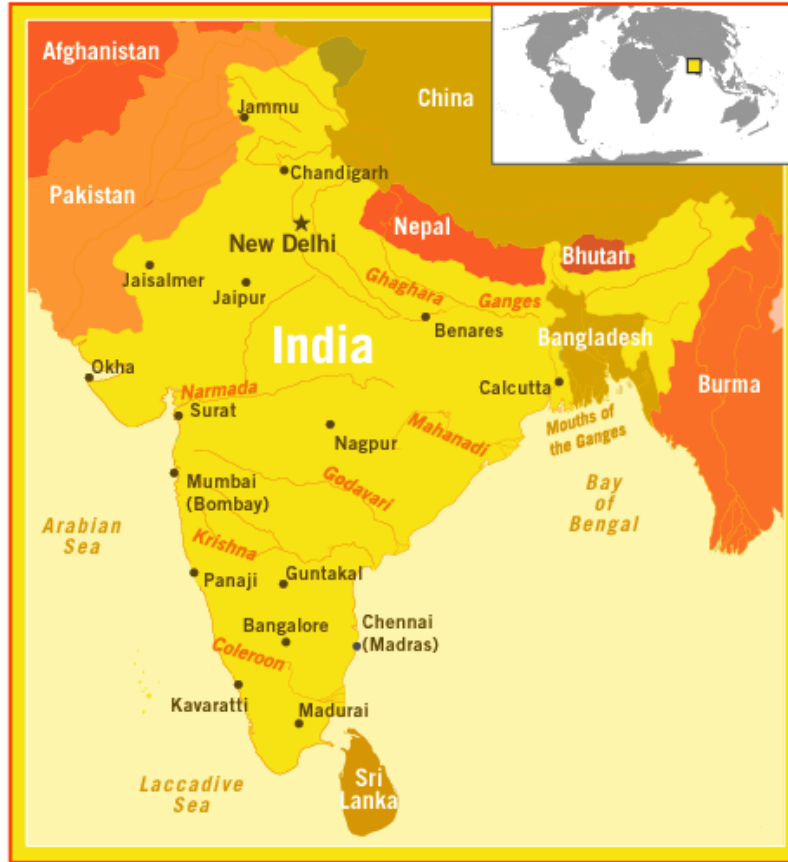 Afghanistan
China
Jammu
Pakistan
Chandigarh
Nepal
New Delhi
Bhutan
Jaisalmer
Jaipur
Ghaghara
Ganges
Benares
Bangladesh
India
Okha
Narmada
Surat
Calcutta
Burma
Nagpur
Mahanadi
Mouths of
the Ganges
Mumbai
(Bombay)
Godavari
Bay
of
Bengal
Arabian
Sea
Krishna
Panaji
Guntakal
Bangalore
Chennai
(Madras)
Coleroon
Kavaratti
Madurai
Laccadive
Sea
Sri
Lanka